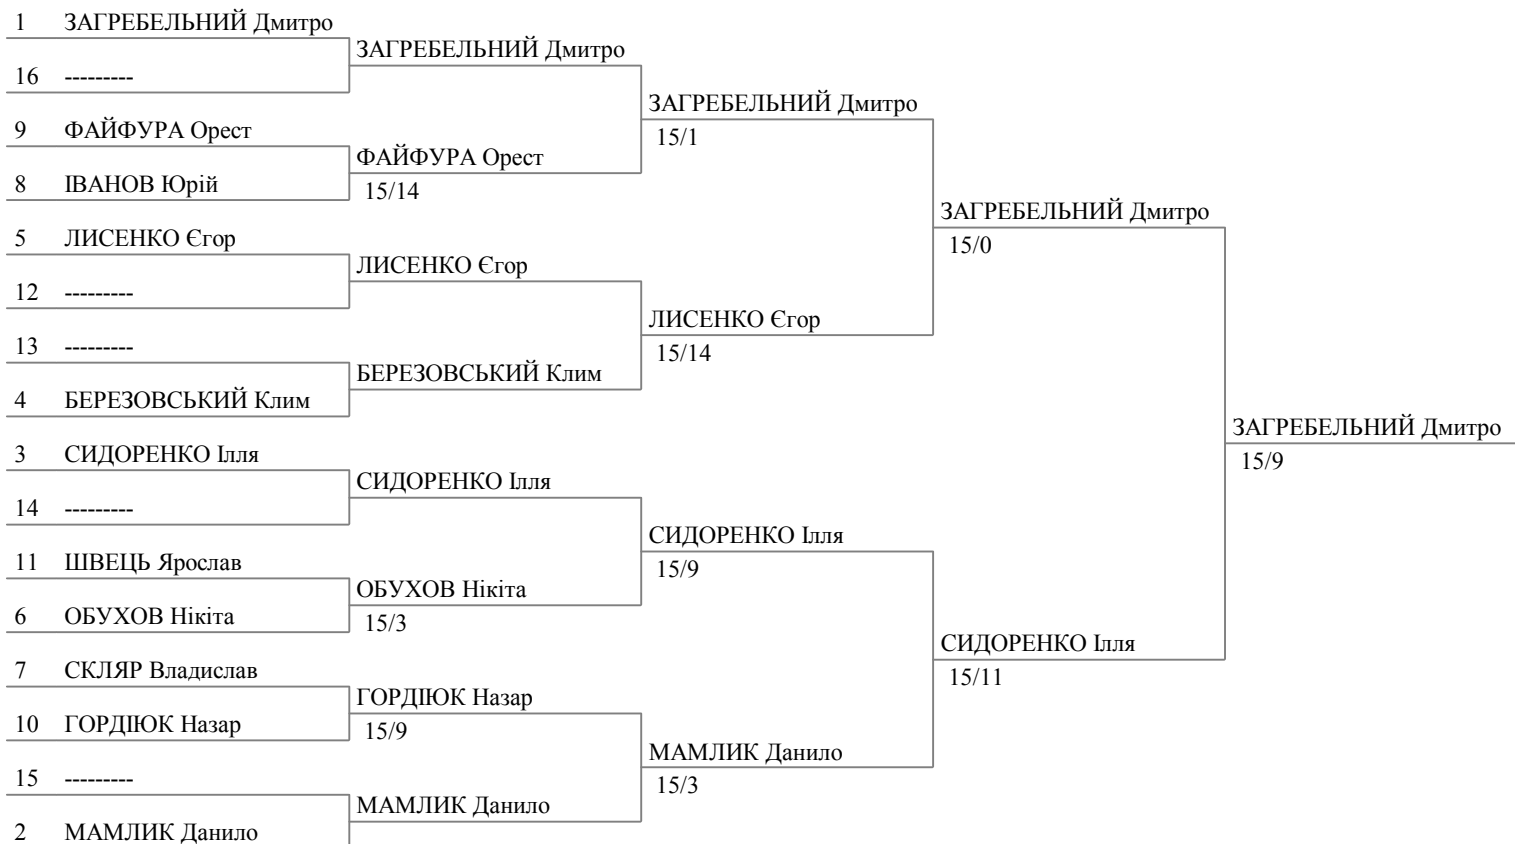 1 ЗАГРЕБЕЛЬНИЙ Дмитро
ЗАГРЕБЕЛЬНИЙ Дмитро
16 ---------
ЗАГРЕБЕЛЬНИЙ Дмитро
9 ФАЙФУРА Орест
15/1
ФАЙФУРА Орест
8 ІВАНОВ Юрій
15/14
ЗАГРЕБЕЛЬНИЙ Дмитро
5 ЛИСЕНКО Єгор
15/0
ЛИСЕНКО Єгор
12 ---------
ЛИСЕНКО Єгор
13 ---------
15/14
БЕРЕЗОВСЬКИЙ Клим
4 БЕРЕЗОВСЬКИЙ Клим
ЗАГРЕБЕЛЬНИЙ Дмитро
3 СИДОРЕНКО Ілля
15/9
СИДОРЕНКО Ілля
14 ---------
СИДОРЕНКО Ілля
11 ШВЕЦЬ Ярослав
15/9
ОБУХОВ Нікіта
6 ОБУХОВ Нікіта
15/3
СИДОРЕНКО Ілля
7 СКЛЯР Владислав
15/11
ГОРДІЮК Назар
10 ГОРДІЮК Назар
15/9
МАМЛИК Данило
15 ---------
15/3
МАМЛИК Данило
2 МАМЛИК Данило